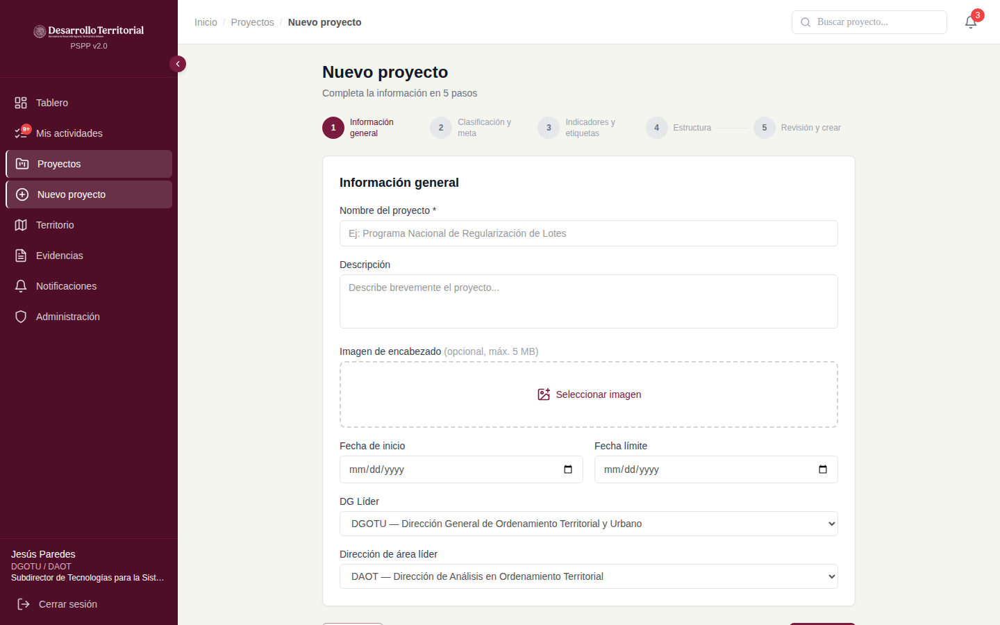 DesarrolloTerritorial
Secretaría de Desarrollo Agrario, Territorial y Urbano
PSPP v2.0
Tablero
9+
Mis actividades
Proyectos
Nuevo proyecto
Territorio
Evidencias
Notificaciones
Administración
Jesús Paredes
DGOTU / DAOT
Subdirector de Tecnologías para la Sist…
Cerrar sesión
Inicio / Proyectos / Nuevo proyecto
Buscar proyecto...
3
Nuevo proyecto
Completa la información en 5 pasos
1 Información general
2 Clasificación y meta
3 Indicadores y etiquetas
4 Estructura
5 Revisión y crear
Información general
Nombre del proyecto *
Ej: Programa Nacional de Regularización de Lotes
Descripción
Describe brevemente el proyecto...
Imagen de encabezado (opcional, máx. 5 MB)
Seleccionar imagen
Fecha de inicio
mm/dd/yyyy
Fecha límite
mm/dd/yyyy
DG Líder
DGOTU — Dirección General de Ordenamiento Territorial y Urbano
Dirección de área líder
DAOT — Dirección de Análisis en Ordenamiento Territorial